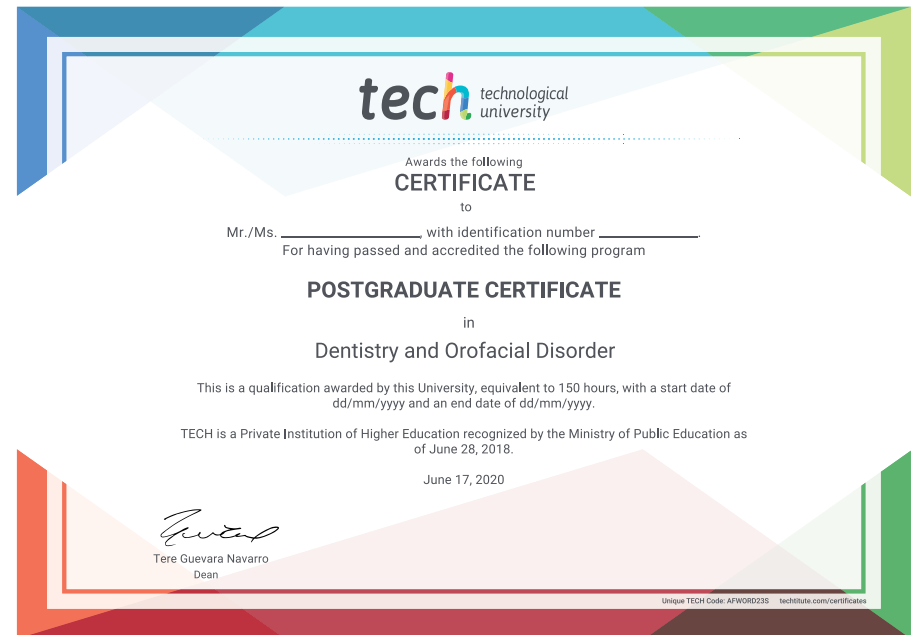 tech technological
university
Awards the following
CERTIFICATE
to
Mr./Ms. ____________________, with identification number ______________.
For having passed and accredited the following program
POSTGRADUATE CERTIFICATE
in
Dentistry and Orofacial Disorder
This is a qualification awarded by this University, equivalent to 150 hours, with a start date of
dd/mm/yyyy and an end date of dd/mm/yyyy.
TECH is a Private Institution of Higher Education recognized by the Ministry of Public Education as
of June 28, 2018.
June 17, 2020
Tere Guevara Navarro
Dean
Unique TECH Code: AFWORD23S techtitute.com/certificates